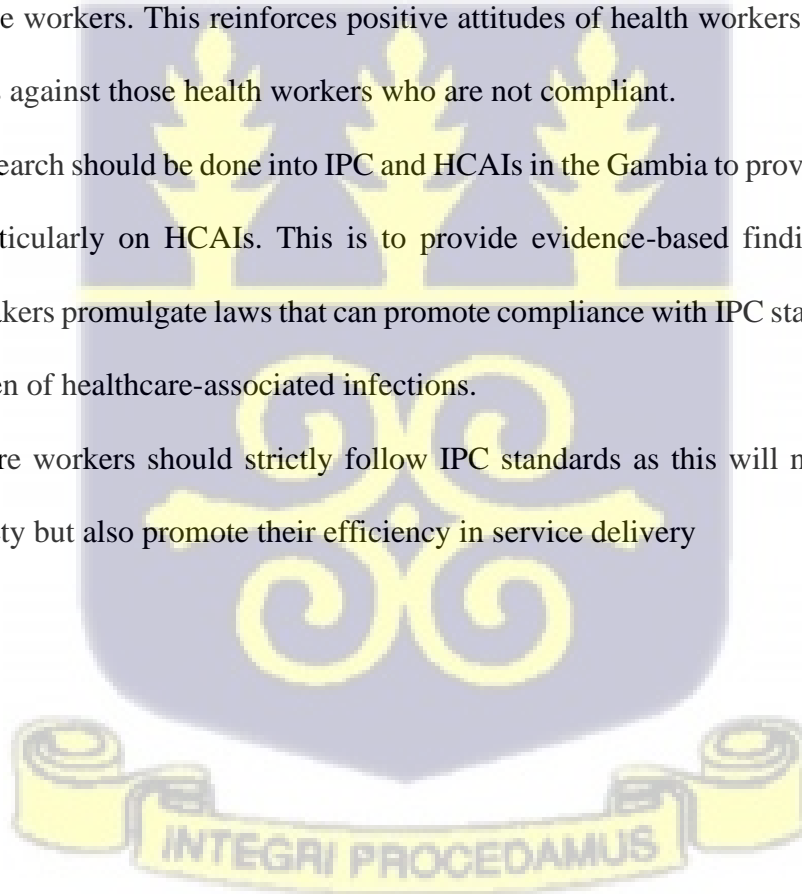 e workers. This reinforces positive attitudes of health workers
against those health workers who are not compliant.
earch should be done into IPC and HCAIs in the Gambia to prov
ticularly on HCAIs. This is to provide evidence-based findi
akers promulgate laws that can promote compliance with IPC sta
en of healthcare-associated infections.
re workers should strictly follow IPC standards as this will n
ty but also promote their efficiency in service delivery
INTEGRI PROCEDAMUS